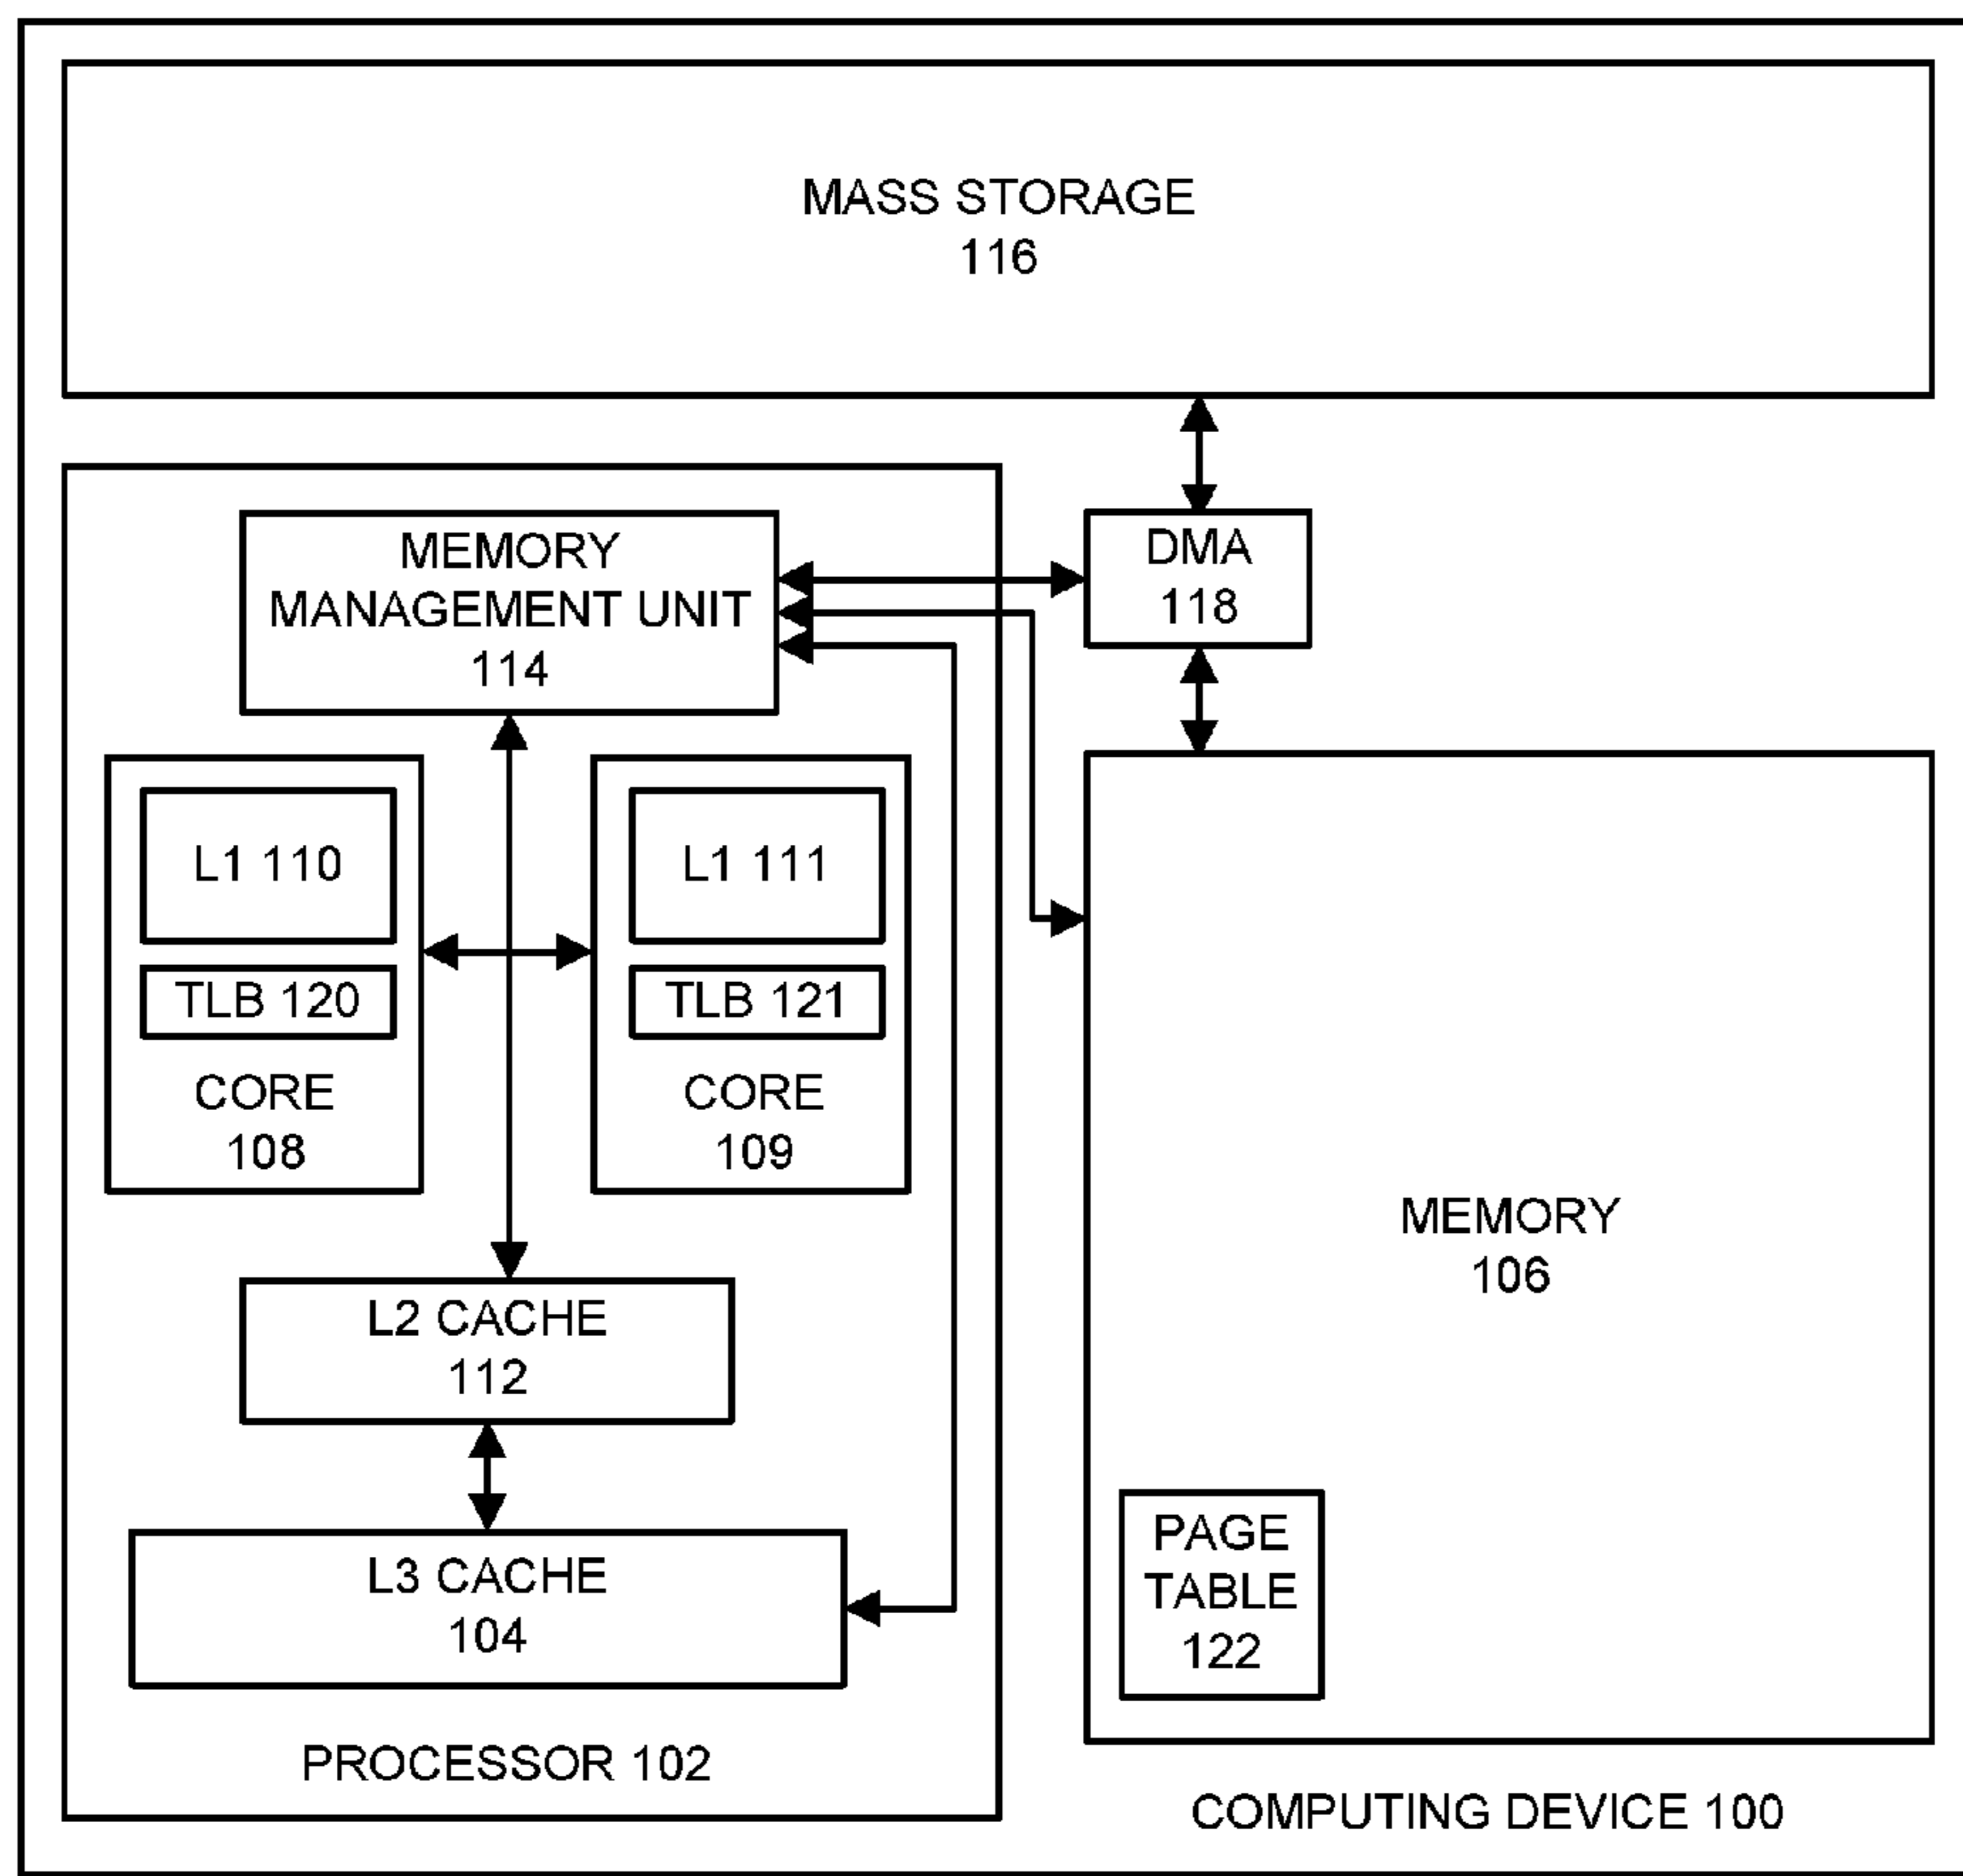 MASS STORAGE
116
MEMORY
MANAGEMENT UNIT
114
DMA
118
L1 110
TLB 120
CORE
108
L1 111
TLB 121
CORE
109
L2 CACHE
112
L3 CACHE
104
PROCESSOR 102
MEMORY
106
PAGE
TABLE
122
COMPUTING DEVICE 100